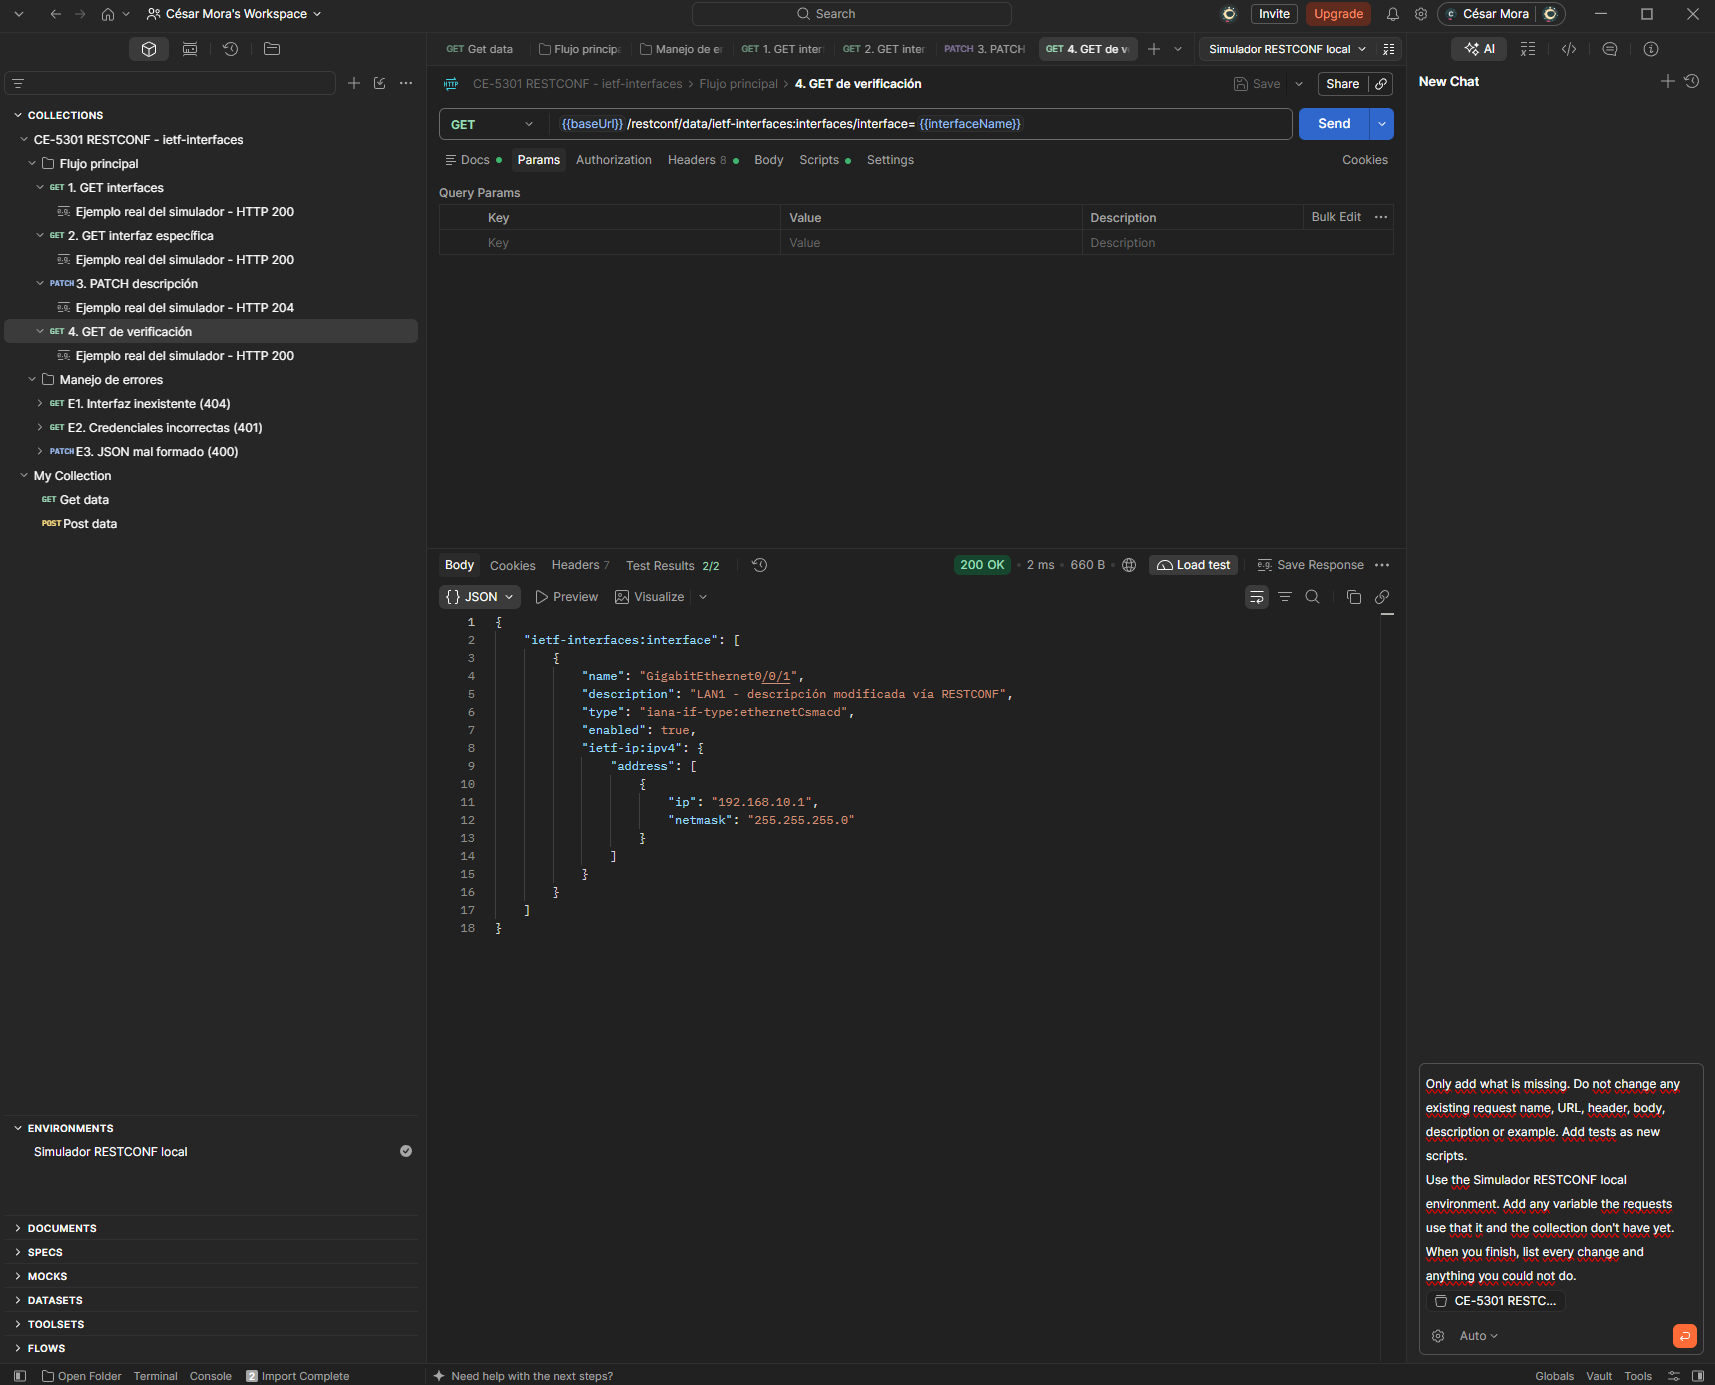 César Mora's Workspace
Search
Invite
Upgrade
C
César Mora
COLLECTIONS
CE-5301 RESTCONF - ietf-interfaces
Flujo principal
GET 1. GET interfaces
e.g. Ejemplo real del simulador - HTTP 200
GET 2. GET interfaz específica
e.g. Ejemplo real del simulador - HTTP 200
PATCH 3. PATCH descripción
e.g. Ejemplo real del simulador - HTTP 204
GET 4. GET de verificación
e.g. Ejemplo real del simulador - HTTP 200
Manejo de errores
GET E1. Interfaz inexistente (404)
GET E2. Credenciales incorrectas (401)
PATCH E3. JSON mal formado (400)
My Collection
GET Get data
POST Post data
ENVIRONMENTS
Simulador RESTCONF local
DOCUMENTS
SPECS
MOCKS
DATASETS
TOOLSETS
FLOWS
GET Get data
Flujo princip
Manejo de e
GET 1. GET inter
GET 2. GET inter
PATCH 3. PATCH
GET 4. GET de v
Simulador RESTCONF local
HTTP CE-5301 RESTCONF - ietf-interfaces > Flujo principal > 4. GET de verificación
Save
Share
GET
{{baseUrl}} /restconf/data/ietf-interfaces:interfaces/interface= {{interfaceName}}
Send
Docs
Params
Authorization
Headers 8
Body
Scripts
Settings
Cookies
Query Params
Key Value Description Bulk Edit
Key Value Description
Body
Cookies
Headers 7
Test Results 2/2
200 OK • 2 ms • 660 B
Load test
e.g. Save Response
{} JSON
Preview
Visualize
1 {
2 "ietf-interfaces:interface": [
3 {
4 "name": "GigabitEthernet0/0/1",
5 "description": "LAN1 - descripción modificada vía RESTCONF",
6 "type": "iana-if-type:ethernetCsmacd",
7 "enabled": true,
8 "ietf-ip:ipv4": {
9 "address": [
10 {
11 "ip": "192.168.10.1",
12 "netmask": "255.255.255.0"
13 }
14 ]
15 }
16 }
17 ]
18 }
AI
New Chat
Only add what is missing. Do not change any
existing request name, URL, header, body,
description or example. Add tests as new
scripts.
Use the Simulador RESTCONF local
environment. Add any variable the requests
use that it and the collection don't have yet.
When you finish, list every change and
anything you could not do.
CE-5301 RESTC...
Auto
Open Folder
Terminal
Console
2 Import Complete
Need help with the next steps?
Globals
Vault
Tools